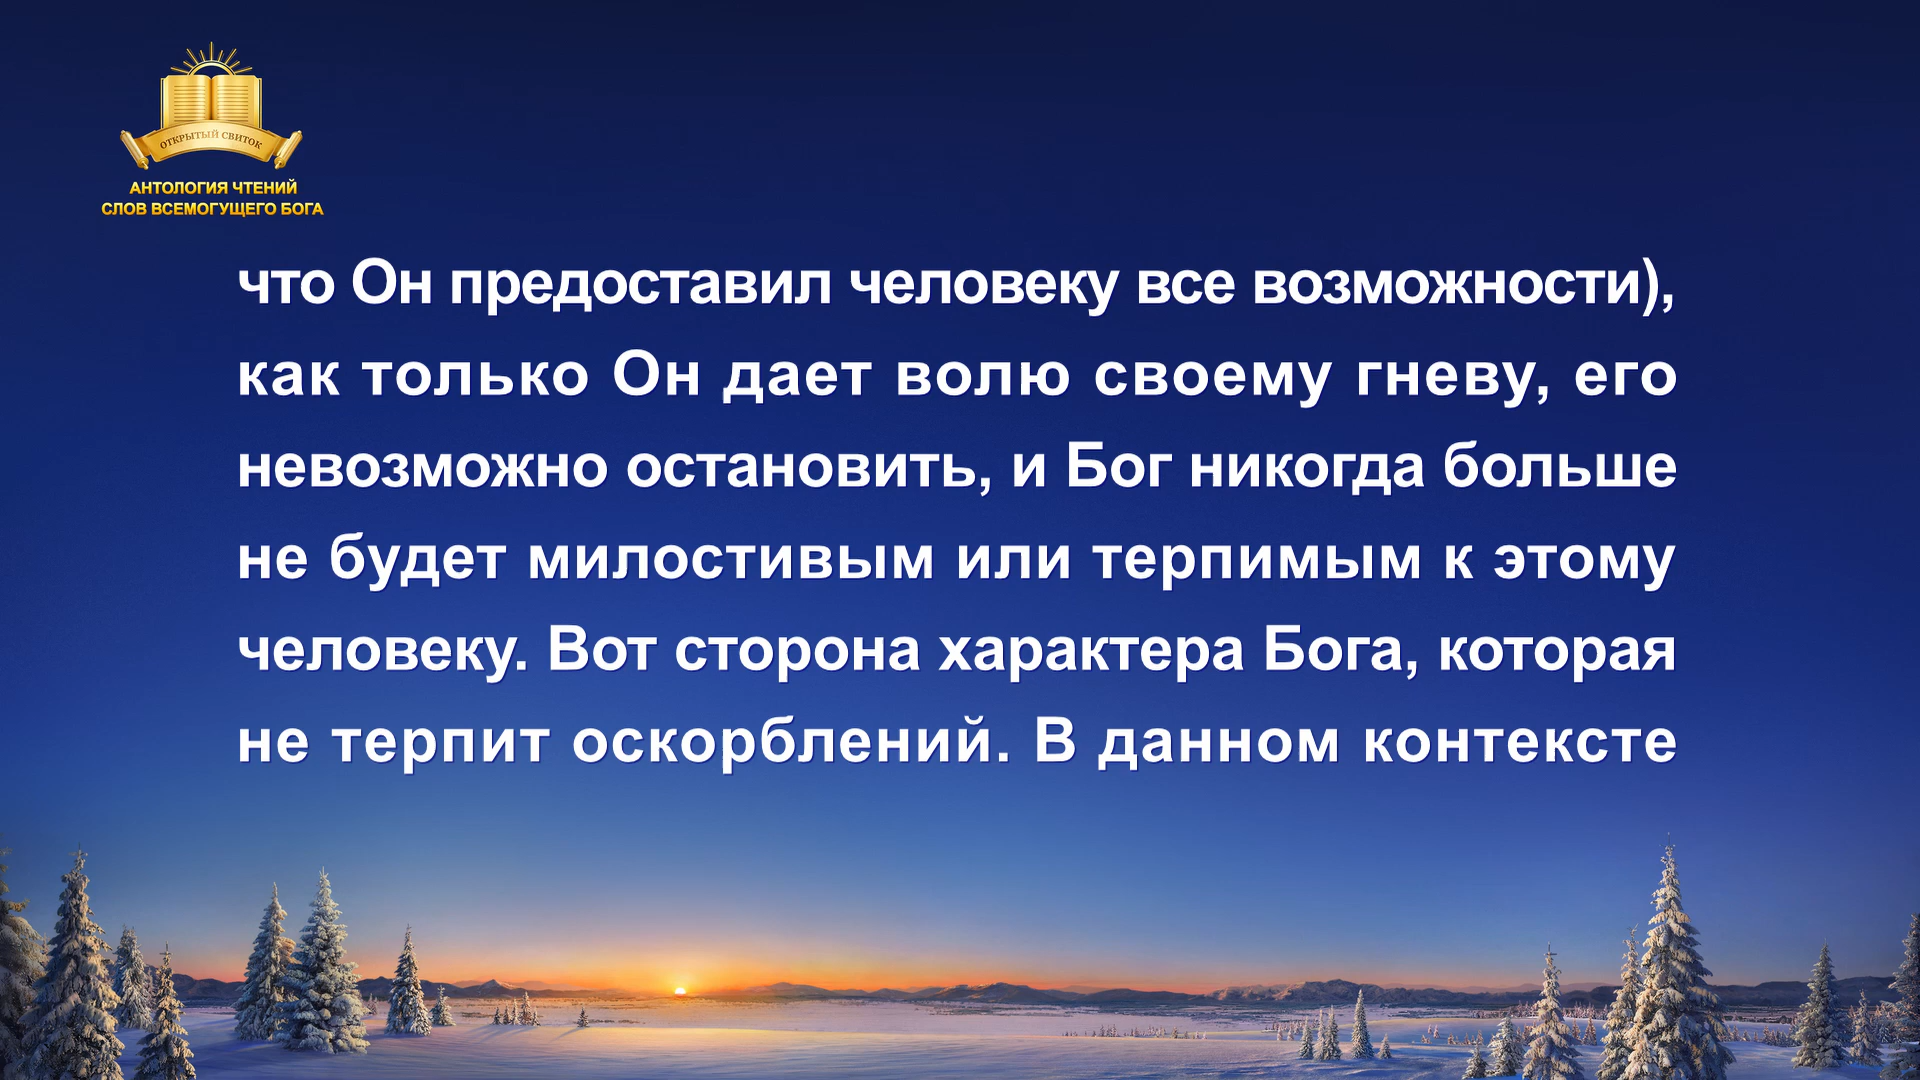 ОТКРЫТЫЙ СВИТОК
АНТОЛОГИЯ ЧТЕНИЙ
СЛОВ ВСЕМОГУЩЕГО БОГА
что Он предоставил человеку все возможности),
как только Он дает волю своему гневу, его
невозможно остановить, и Бог никогда больше
не будет милостивым или терпимым к этому
человеку. Вот сторона характера Бога, которая
не терпит оскорблений. В данном контексте